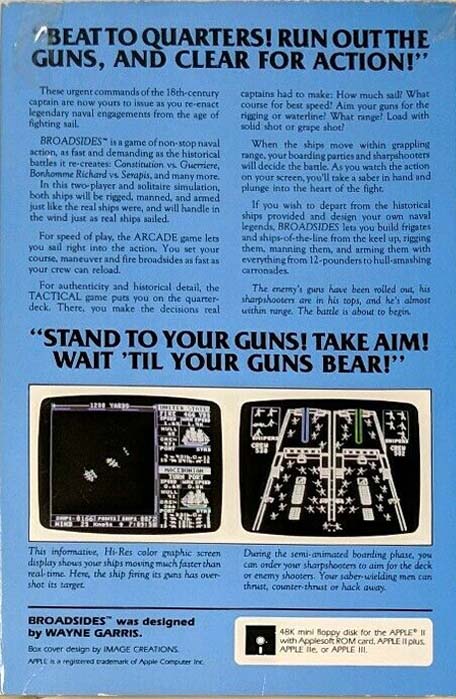 "BEAT TO QUARTERS! RUN OUT THE
GUNS, AND CLEAR FOR ACTION!"
These urgent commands of the 18th-century
captain are now yours to issue as you re-enact
legendary naval engagements from the age of
fighting sail.
BROADSIDES™ is a game of non-stop naval
action, as fast and demanding as the historical
battles it re-creates: Constitution vs. Guerriere,
Bonhomme Richard vs. Serapis, and many more.
In this two-player and solitaire simulation,
both ships will be rigged, manned, and armed
just like the real ships were, and will handle in
the wind just as real ships sailed.
For speed of play, the ARCADE game lets
you sail right into the action. You set your
course, maneuver and fire broadsides as fast as
your crew can reload.
For authenticity and historical detail, the
TACTICAL game puts you on the quarter-
deck. There, you make the decisions real
captains had to make: How much sail? What
course for best speed? Aim your guns for the
rigging or waterline? What range? Load with
solid shot or grape shot?
When the ships move within grappling
range, your boarding parties and sharpshooters
will decide the battle. As you watch the action
on your screen, you'll take a saber in hand and
plunge into the heart of the fight.
If you wish to depart from the historical
ships provided and design your own naval
legends, BROADSIDES lets you build frigates
and ships-of-the-line from the keel up, rigging
them, manning them, and arming them with
everything from 12-pounders to hull-smashing
carronades.
The enemy's guns have been rolled out, his
sharpshooters are in his tops, and he's almost
within range. The battle is about to begin.
"STAND TO YOUR GUNS! TAKE AIM!
WAIT 'TIL YOUR GUNS BEAR!"
1200 YARDS
UNITED STATES
FIRE
HULL
CREW
PORT
MACEDONIAN
TURN PORT
HULL
CREW
PORT
WIND 23 Knots
SNIPERS
CREW
SNIPERS
CREW
This informative, Hi-Res color graphic screen
display shows your ships moving much faster than
real-time. Here, the ship firing its guns has over-
shot its target.
During the semi-animated boarding phase, you
can order your sharpshooters to aim for the deck
or enemy shooters. Your saber-wielding men can
thrust, counter-thrust or hack away.
BROADSIDES™ was designed
by WAYNE GARRIS.
Box cover design by IMAGE CREATIONS.
APPLE is a registered trademark of Apple Computer Inc.
48K mini floppy disk for the APPLE® II
with Applesoft ROM card, APPLE II plus,
APPLE IIe, or APPLE III.